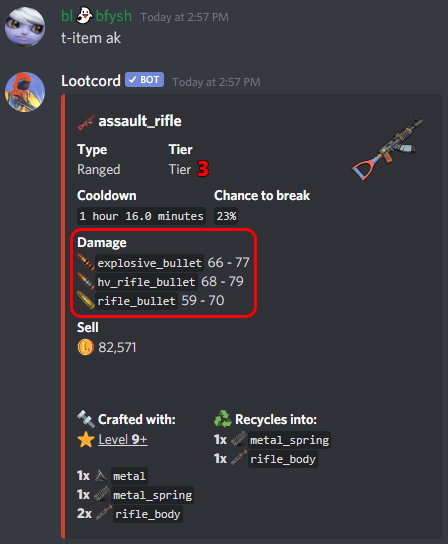 bl👻bfysh Today at 2:57 PM
t-item ak
Lootcord ✓ BOT Today at 2:57 PM
assault_rifle
Type Tier
Ranged Tier 3
Cooldown Chance to break
1 hour 16.0 minutes 23%
Damage
explosive_bullet 66 - 77
hv_rifle_bullet 68 - 79
rifle_bullet 59 - 70
Sell
82,571
Crafted with: Recycles into:
Level 9+ 1x metal_spring
1x rifle_body
1x metal
1x metal_spring
2x rifle_body